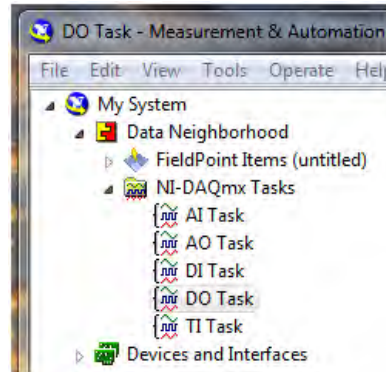 DO Task - Measurement & Automation
File Edit View Tools Operate Help
My System
Data Neighborhood
FieldPoint Items (untitled)
NI-DAQmx Tasks
AI Task
AO Task
DI Task
DO Task
TI Task
Devices and Interfaces